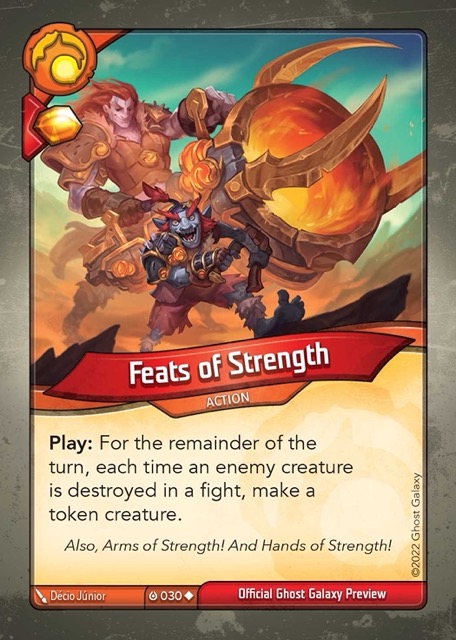 Feats of Strength
ACTION
Play: For the remainder of the
turn, each time an enemy creature
is destroyed in a fight, make a
token creature.
Also, Arms of Strength! And Hands of Strength!
©2022 Ghost Galaxy
Décio Júnior
030
Official Ghost Galaxy Preview